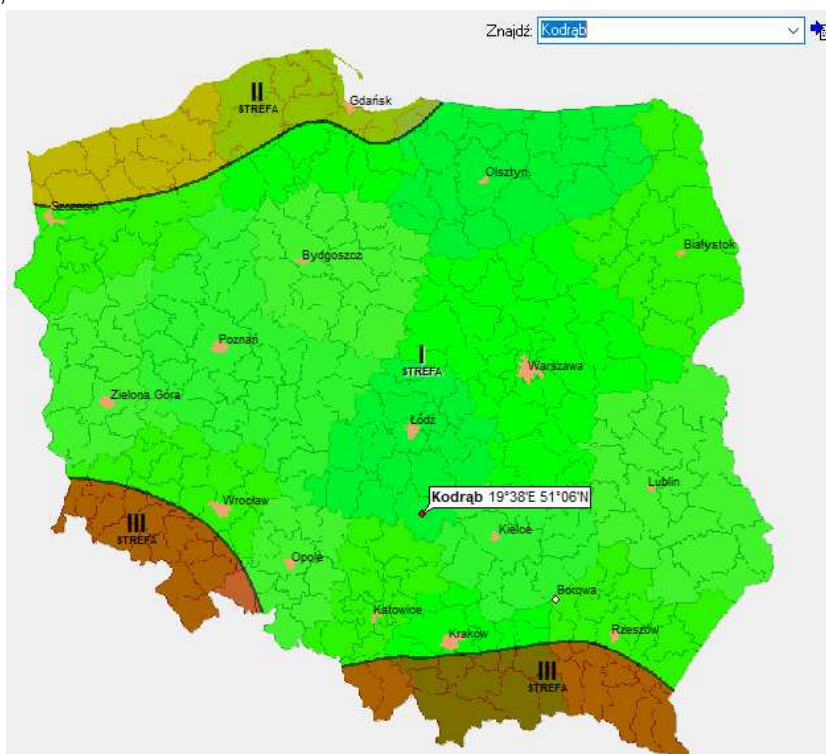 Znajdź: Kodrąb
II
STREFA
Gdańsk
Olsztyn
Szczecin
Białystok
Bydgoszcz
Poznań
I
STREFA
Warszawa
Zielona Góra
Łódź
Kodrąb 19°38'E 51°06'N
Lublin
Wrocław
III
STREFA
Kielce
Opole
Borowa
Katowice
Kraków
Rzeszów
III
STREFA